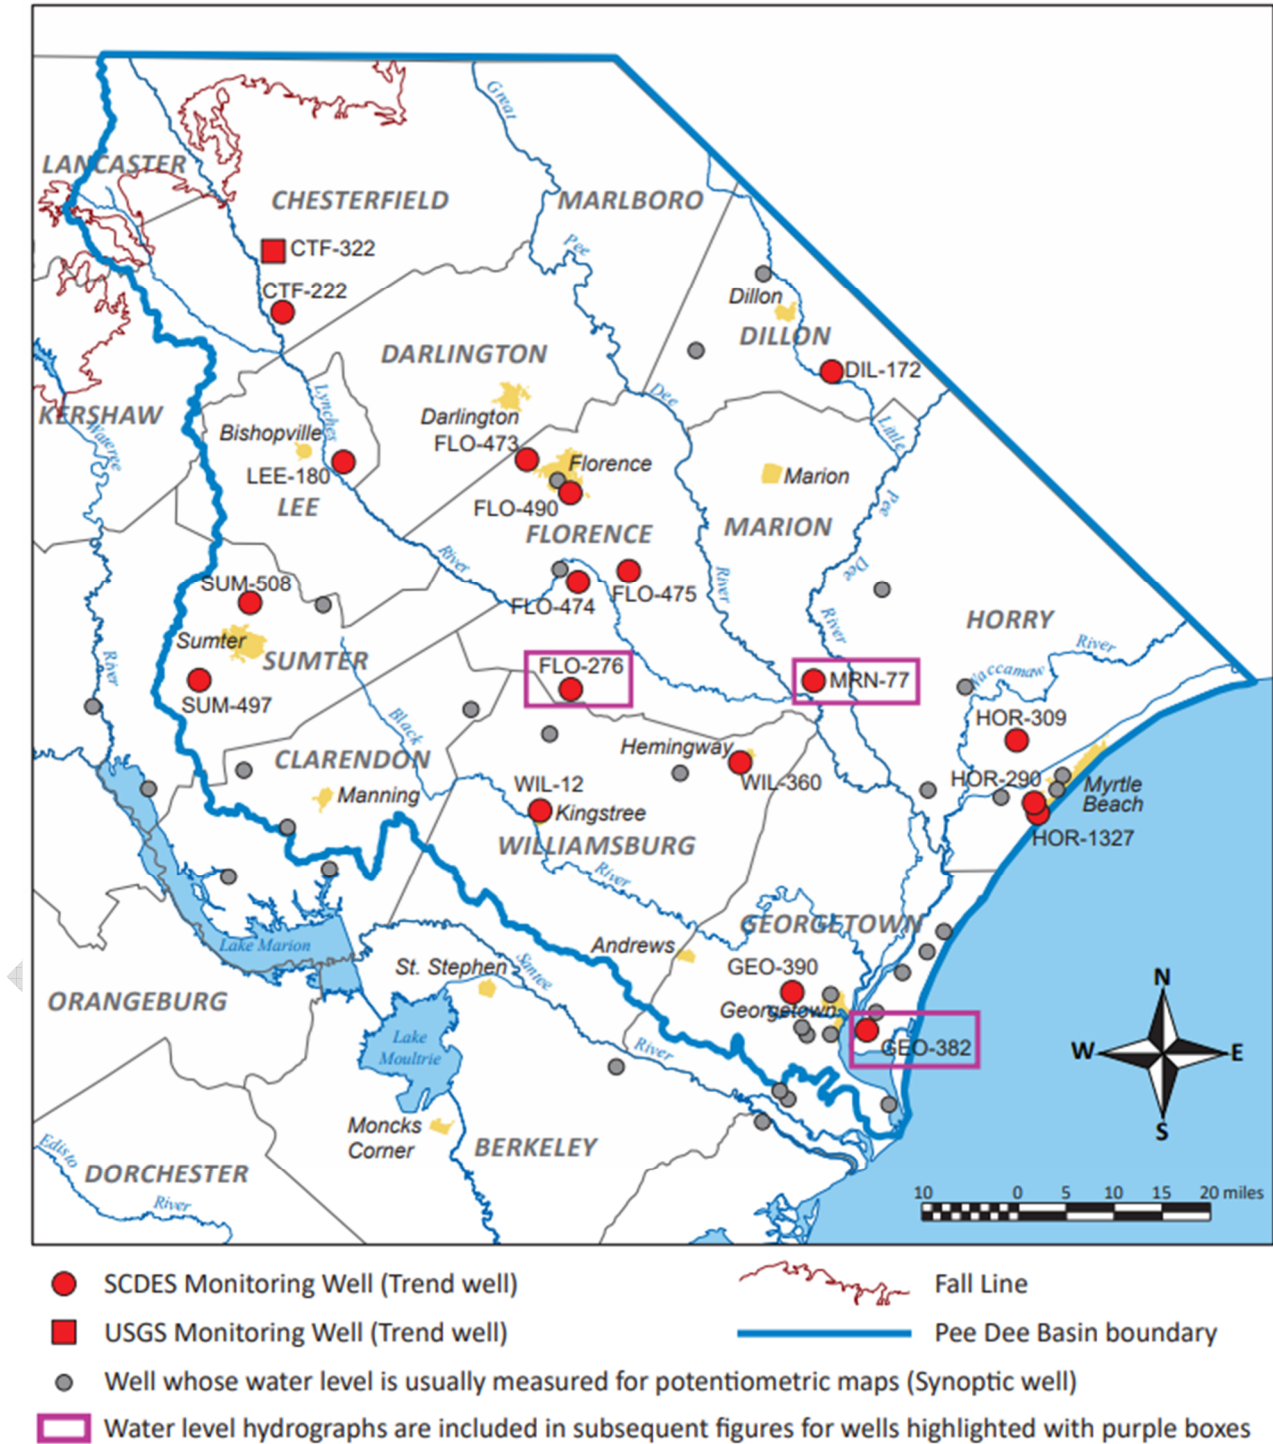 Great
LANCASTER
CHESTERFIELD
MARLBORO
Pee
CTF-322
CTF-222
Dillon
DILLON
DARLINGTON
DIL-172
Lynches
Dee
KERSHAW
Darlington
Little
Bishopville
FLO-473
Wateree
Florence
LEE-180
Marion
FLO-490
Pee
LEE
FLORENCE
MARION
River
Dee
River
SUM-508
FLO-474
FLO-475
HORRY
River
Sumter
River
SUMTER
FLO-276
River
Waccamaw
MRN-77
SUM-497
HOR-309
Black
Hemingway
CLARENDON
HOR-290
WIL-360
WIL-12
Myrtle
Beach
Manning
Kingstree
HOR-1327
WILLIAMSBURG
River
GEORGETOWN
Lake Marion
Andrews
St. Stephen
Santee
GEO-390
N
ORANGEBURG
Georgetown
Lake
Moultrie
River
GEO-382
W
E
Moncks
Corner
S
BERKELEY
Edisto
DORCHESTER
River
10 0 5 10 15 20 miles
SCDES Monitoring Well (Trend well)
Fall Line
USGS Monitoring Well (Trend well)
Pee Dee Basin boundary
Well whose water level is usually measured for potentiometric maps (Synoptic well)
Water level hydrographs are included in subsequent figures for wells highlighted with purple boxes